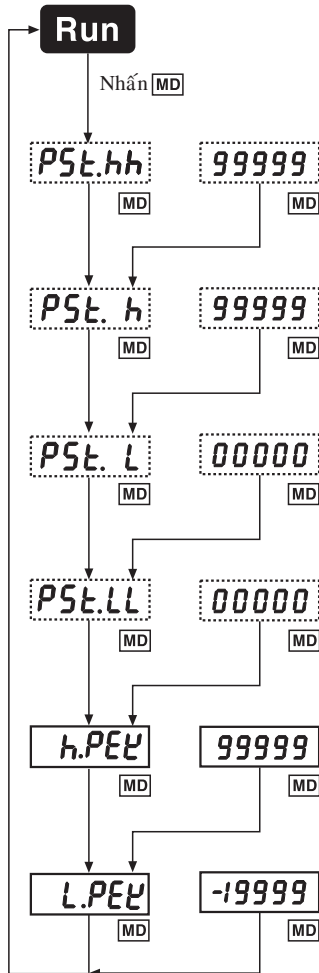 Run
Nhấn MD
PSt.hh 99999
MD MD
PSt. h 99999
MD MD
PSt. L 00000
MD MD
PSt.LL 00000
MD MD
h.PEK 99999
MD MD
L.PEK -19999
MD MD